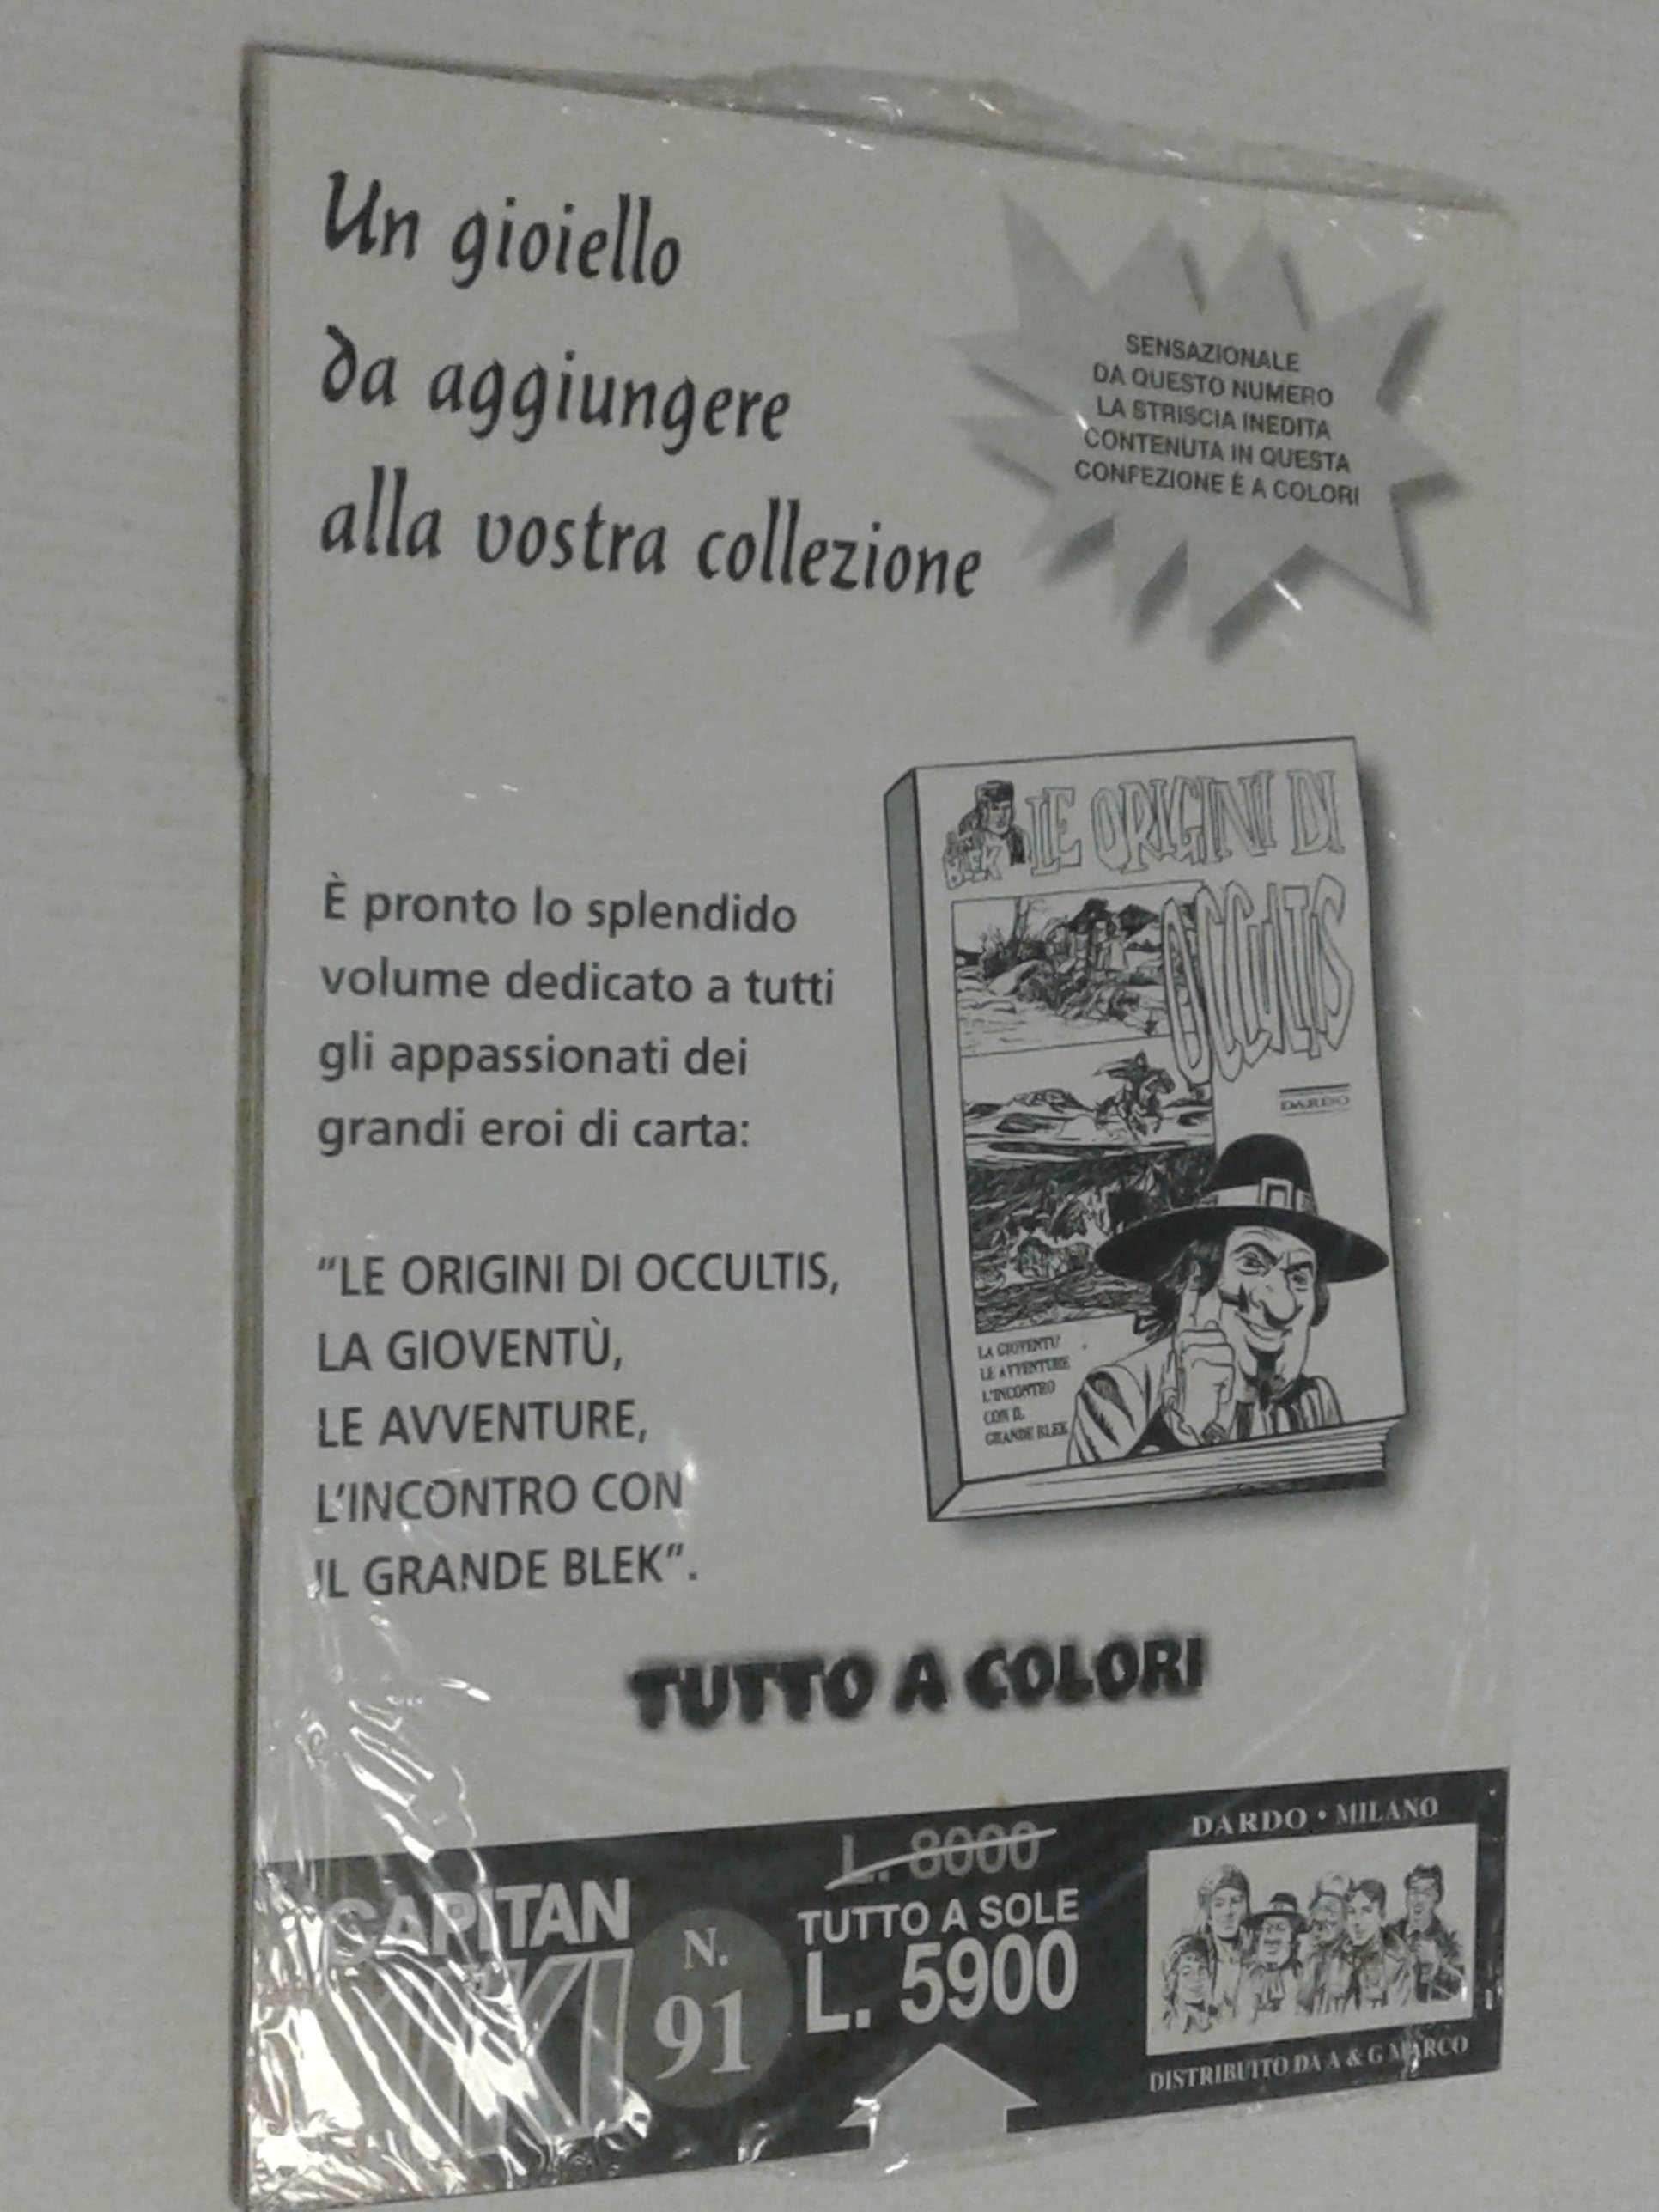 Un gioiello
da aggiungere
alla vostra collezione
SENSAZIONALE
DA QUESTO NUMERO
LA STRISCIA INEDITA
CONTENUTA IN QUESTA
CONFEZIONE È A COLORI
È pronto lo splendido
volume dedicato a tutti
gli appassionati dei
grandi eroi di carta:
"LE ORIGINI DI OCCULTIS,
LA GIOVENTÙ,
LE AVVENTURE,
L'INCONTRO CON
IL GRANDE BLEK".
BLEK
LE ORIGINI DI
OCCULTIS
DARDO
LA GIOVENTU'
LE AVVENTURE
L'INCONTRO
CON IL
GRANDE BLEK
TUTTO A COLORI
CAPITAN
MIKI
N.
91
L. 8000
TUTTO A SOLE
L. 5900
DARDO • MILANO
DISTRIBUITO DA A & G MARCO